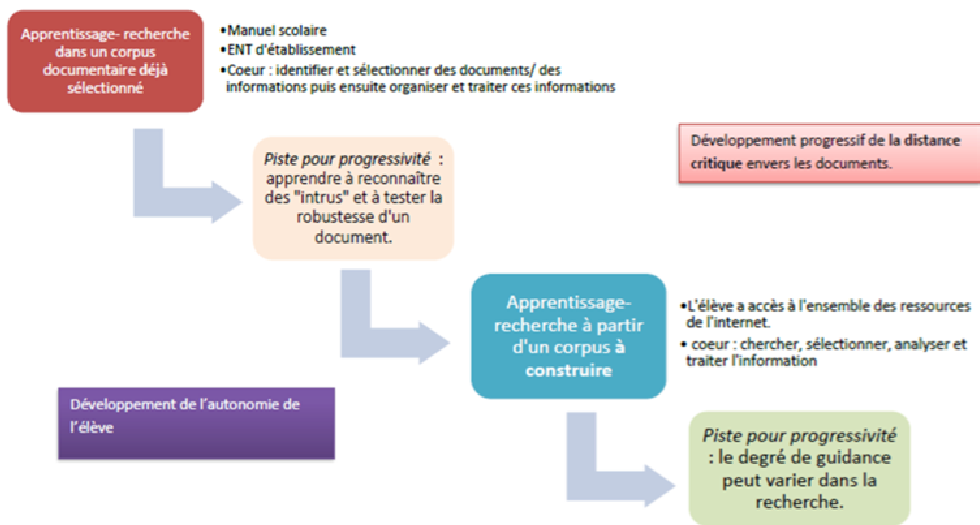 Apprentissage- recherche
dans un corpus
documentaire déjà
sélectionné
•Manuel scolaire
•ENT d'établissement
•Coeur : identifier et sélectionner des documents/ des
informations puis ensuite organiser et traiter ces informations
Développement progressif de la distance
critique envers les documents.
Piste pour progressivité :
apprendre à reconnaître
des "intrus" et à tester la
robustesse d'un
document.
Apprentissage-
recherche à partir
d'un corpus à
construire
•L'élève a accès à l'ensemble des ressources
de l'internet.
• coeur : chercher, sélectionner, analyser et
traiter l'information
Développement de l'autonomie de
l'élève
Piste pour progressivité
: le degré de guidance
peut varier dans la
recherche.